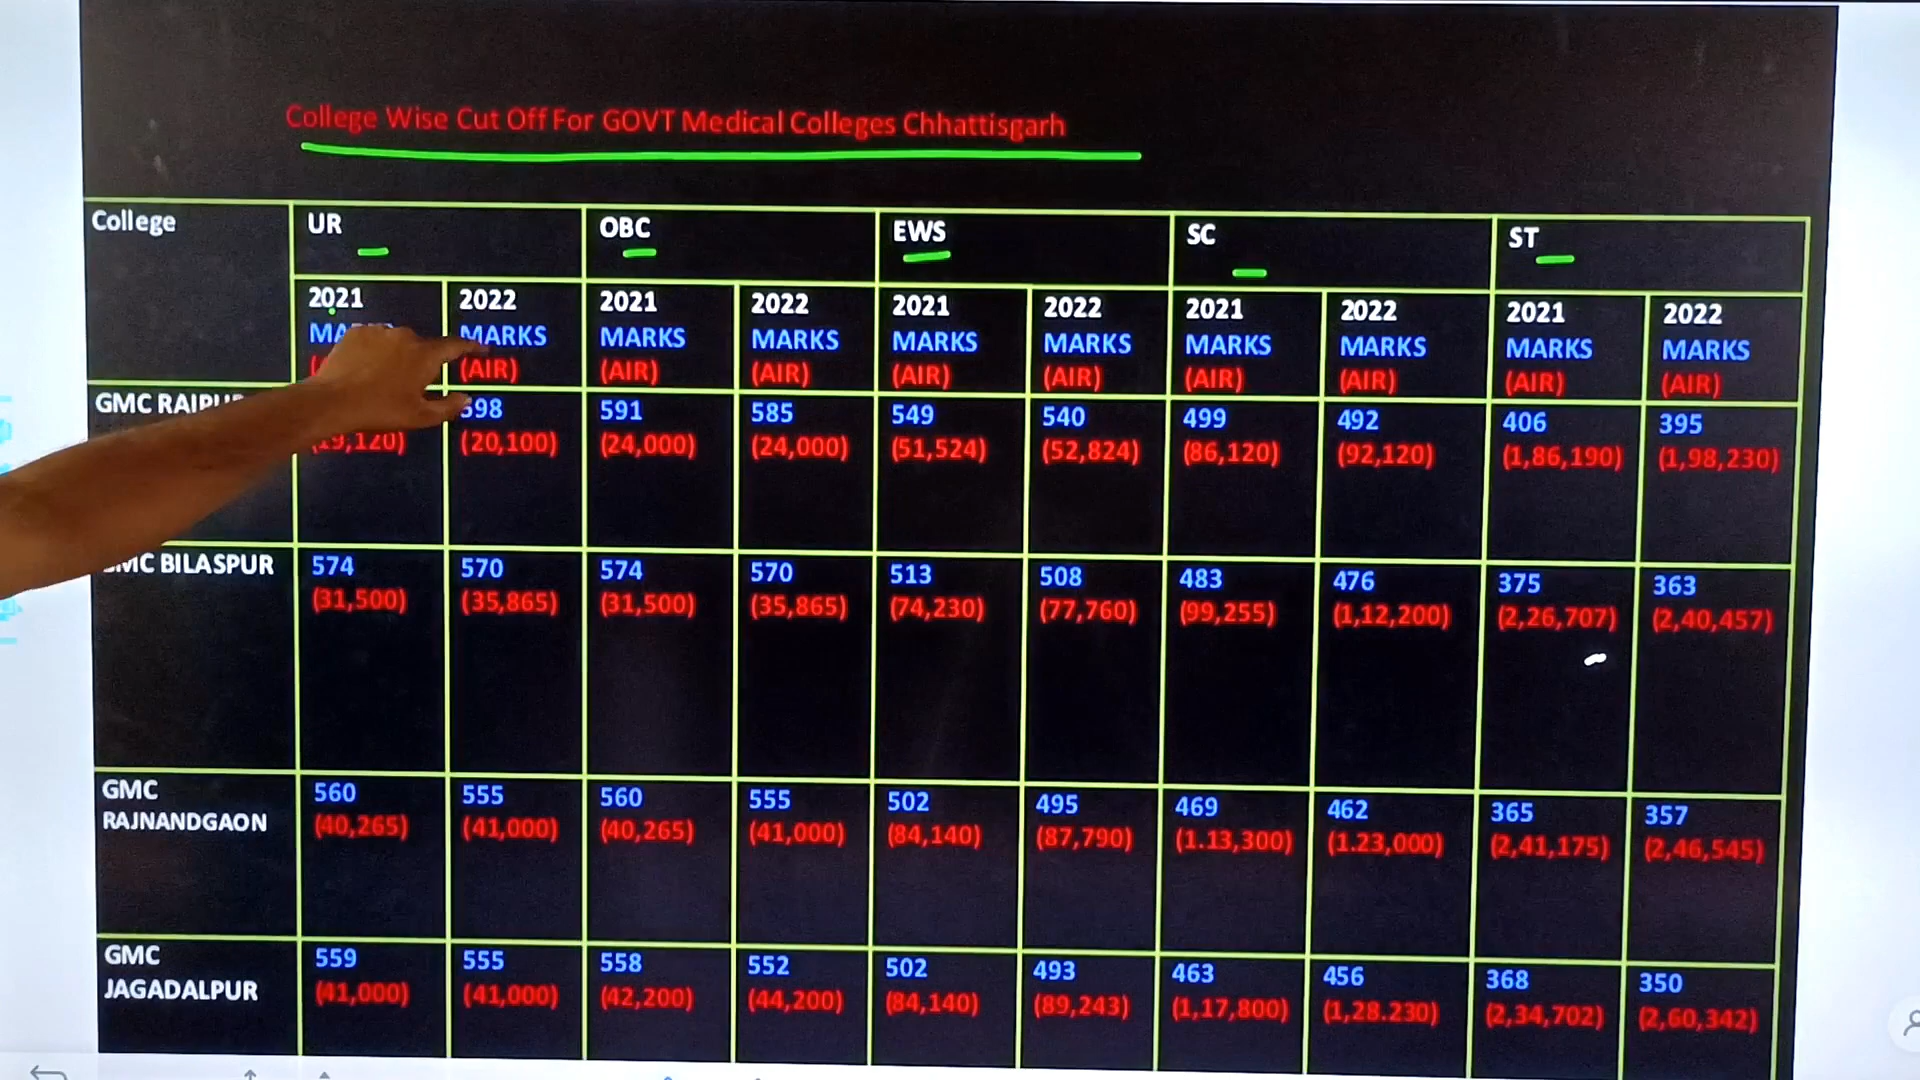 College Wise Cut Off For GOVT Medical Colleges Chhattisgarh
College UR OBC EWS SC ST
2021 2022 2021 2022 2021 2022 2021 2022 2021 2022
MARKS MARKS MARKS MARKS MARKS MARKS MARKS MARKS MARKS
(AIR) (AIR) (AIR) (AIR) (AIR) (AIR) (AIR) (AIR) (AIR)
GMC RAIPUR 598 591 585 549 540 499 492 406 395
(19,120) (20,100) (24,000) (24,000) (51,524) (52,824) (86,120) (92,120) (1,86,190) (1,98,230)
GMC BILASPUR 574 570 574 570 513 508 483 476 375 363
(31,500) (35,865) (31,500) (35,865) (74,230) (77,760) (99,255) (1,12,200) (2,26,707) (2,40,457)
GMC 560 555 560 555 502 495 469 462 365 357
RAJNANDGAON (40,265) (41,000) (40,265) (41,000) (84,140) (87,790) (1.13,300) (1.23,000) (2,41,175) (2,46,545)
GMC 559 555 558 552 502 493 463 456 368 350
JAGADALPUR (41,000) (41,000) (42,200) (44,200) (84,140) (89,243) (1,17,800) (1,28.230) (2,34,702) (2,60,342)